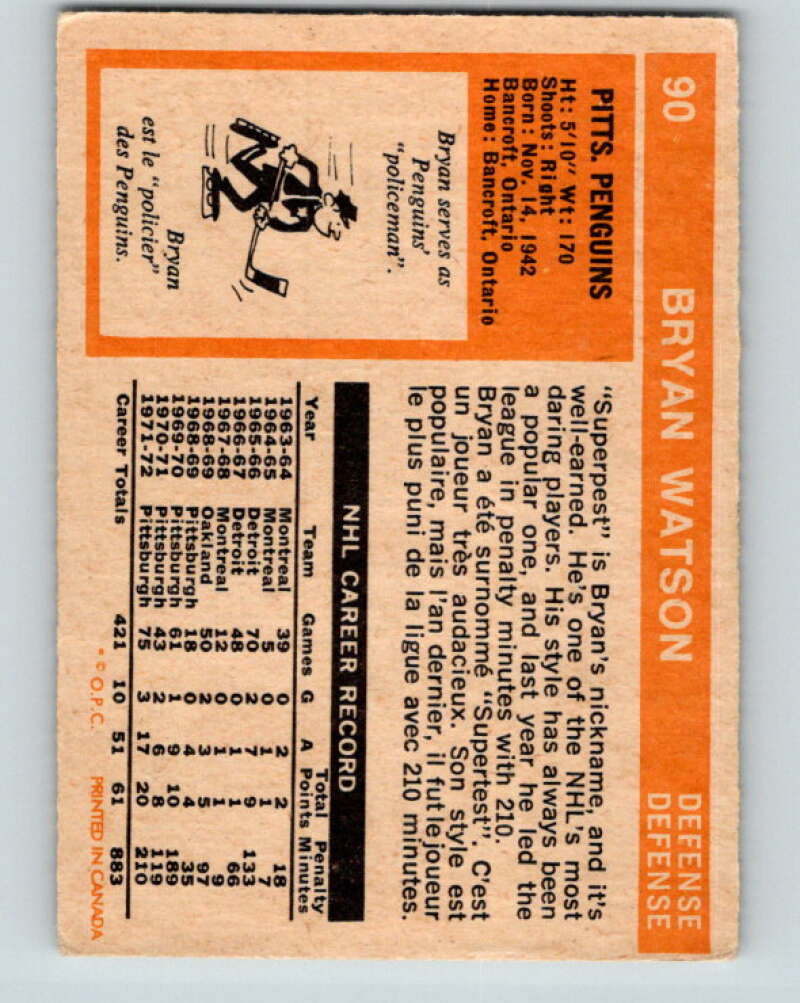 90 BRYAN WATSON DEFENSE
DEFENSE
PITTS. PENGUINS
Ht: 5'10" Wt: 170
Shoots: Right
Born: Nov. 14, 1942
Bancroft, Ontario
Home: Bancroft, Ontario
Bryan serves as
Penguins'
"policeman".
Bryan
est le "policier"
des Penguins.
"Superpest" is Bryan's nickname, and it's
well-earned. He's one of the NHL's most
daring players. His style has always been
a popular one, and last year he led the
league in penalty minutes with 210.
Bryan a été surnommé "Supertest". C'est
un joueur très audacieux. Son style est
populaire, mais l'an dernier, il fut le joueur
le plus puni de la ligue avec 210 minutes.
NHL CAREER RECORD
Total Penalty
Year Team Games G A Points Minutes
1963-64 Montreal 39 0 2 2 18
1964-65 Montreal 5 0 1 1 7
1965-66 Detroit 70 2 7 9 133
1966-67 Detroit 48 0 1 1 66
1967-68 Montreal 12 0 1 1 9
1968-69 Oakland 50 2 3 5 97
1968-69 Pittsburgh 18 0 4 4 35
1969-70 Pittsburgh 61 1 9 10 189
1970-71 Pittsburgh 43 2 6 8 119
1971-72 Pittsburgh 75 3 17 20 210
Career Totals 421 10 51 61 883
* © O.P.C. PRINTED IN CANADA